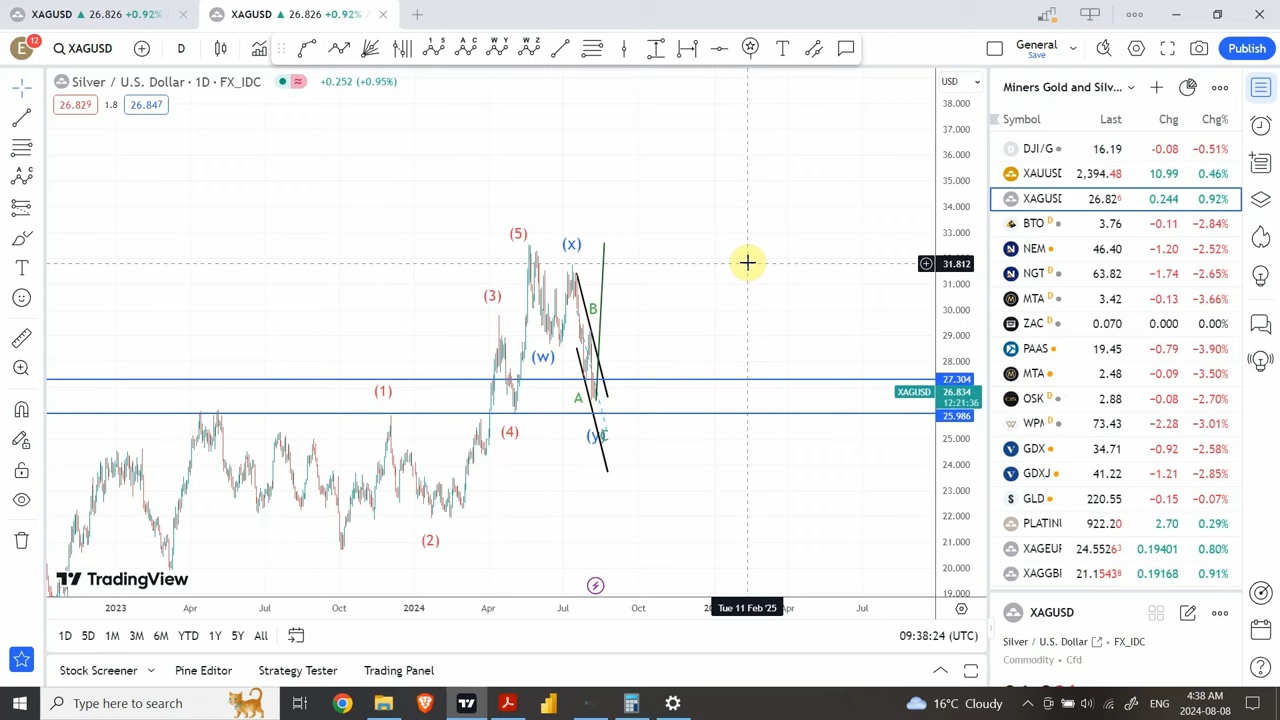 XAGUSD ▲ 26.826 +0.92%
XAGUSD ▲ 26.826 +0.92%
E 12 XAGUSD D General Save Publish
Silver / U.S. Dollar · 1D · FX_IDC +0.252 (+0.95%)
26.829 1.8 26.847
USD
38.000
37.000
36.000
35.000
34.000
33.000
31.812
31.000
30.000
29.000
28.000
27.304
XAGUSD 26.834
12:21:36
25.986
25.000
24.000
23.000
22.000
21.000
20.000
19.000
(5)
(x)
(3)
B
(w)
(1)
A
(4)
(y)
(2)
TradingView
2023 Apr Jul Oct 2024 Apr Jul Oct Tue 11 Feb '25 Apr Jul
1D 5D 1M 3M 6M YTD 1Y 5Y All
09:38:24 (UTC)
Stock Screener Pine Editor Strategy Tester Trading Panel
Miners Gold and Silv...
Symbol Last Chg Chg%
DJI/G 16.19 −0.08 −0.51%
XAUUSD 2,394.48 10.99 0.46%
XAGUSD 26.826 0.244 0.92%
BTO D 3.76 −0.11 −2.84%
NEM 46.40 −1.20 −2.52%
NGT D 63.82 −1.74 −2.65%
MTA D 3.42 −0.13 −3.66%
ZAC D 0.070 0.000 0.00%
PAAS 19.45 −0.79 −3.90%
MTA 2.48 −0.09 −3.50%
OSK D 2.88 −0.08 −2.70%
WPM D 73.43 −2.28 −3.01%
GDX 34.71 −0.92 −2.58%
GDXJ 41.22 −1.21 −2.85%
GLD 220.55 −0.15 −0.07%
PLATINU 922.20 2.70 0.29%
XAGEUR 24.55263 0.19401 0.80%
XAGGBP 21.15438 0.19168 0.91%
XAGUSD
Silver / U.S. Dollar FX_IDC
Commodity · Cfd
Type here to search
16°C Cloudy ENG 4:38 AM
2024-08-08